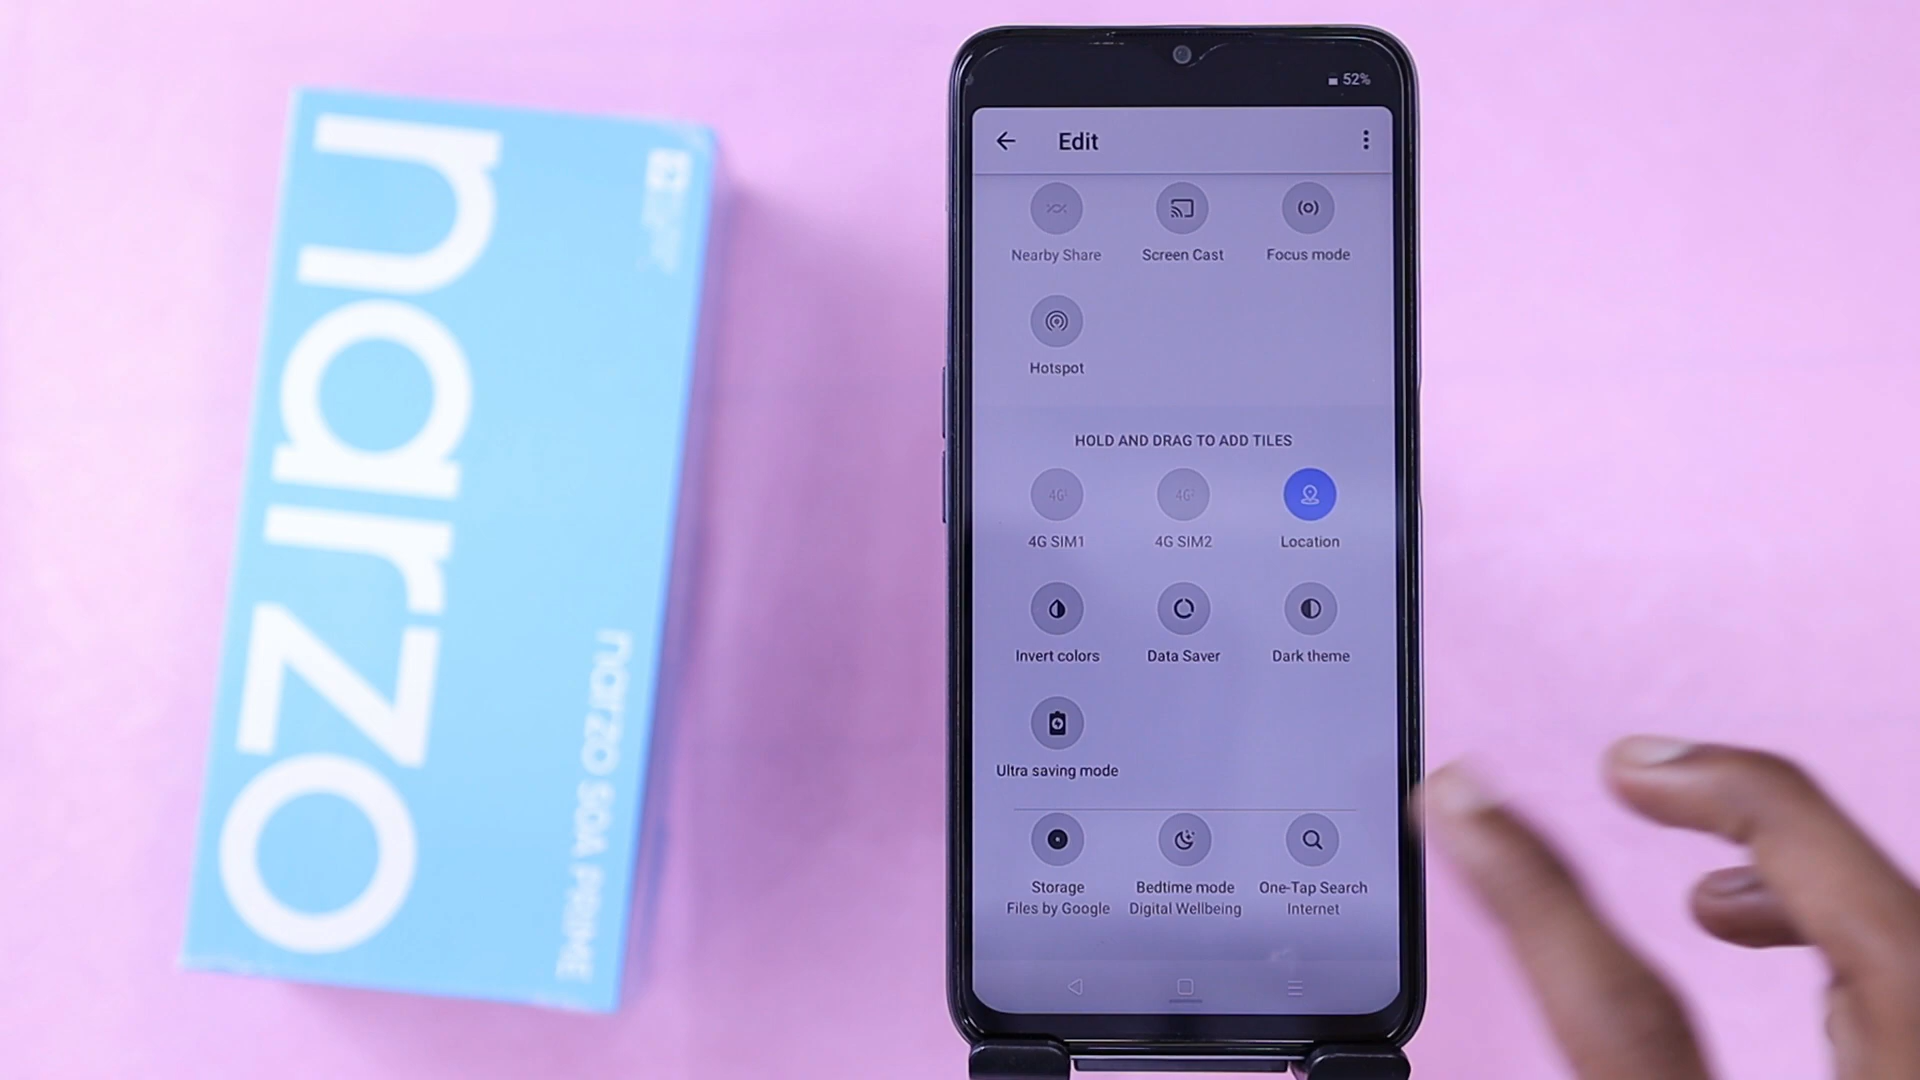 narzo
narzo 50A PRIME
52%
Edit
Nearby Share
Screen Cast
Focus mode
Hotspot
HOLD AND DRAG TO ADD TILES
4G SIM1
4G SIM2
Location
Invert colors
Data Saver
Dark theme
Ultra saving mode
Storage
Files by Google
Bedtime mode
Digital Wellbeing
One-Tap Search
Internet